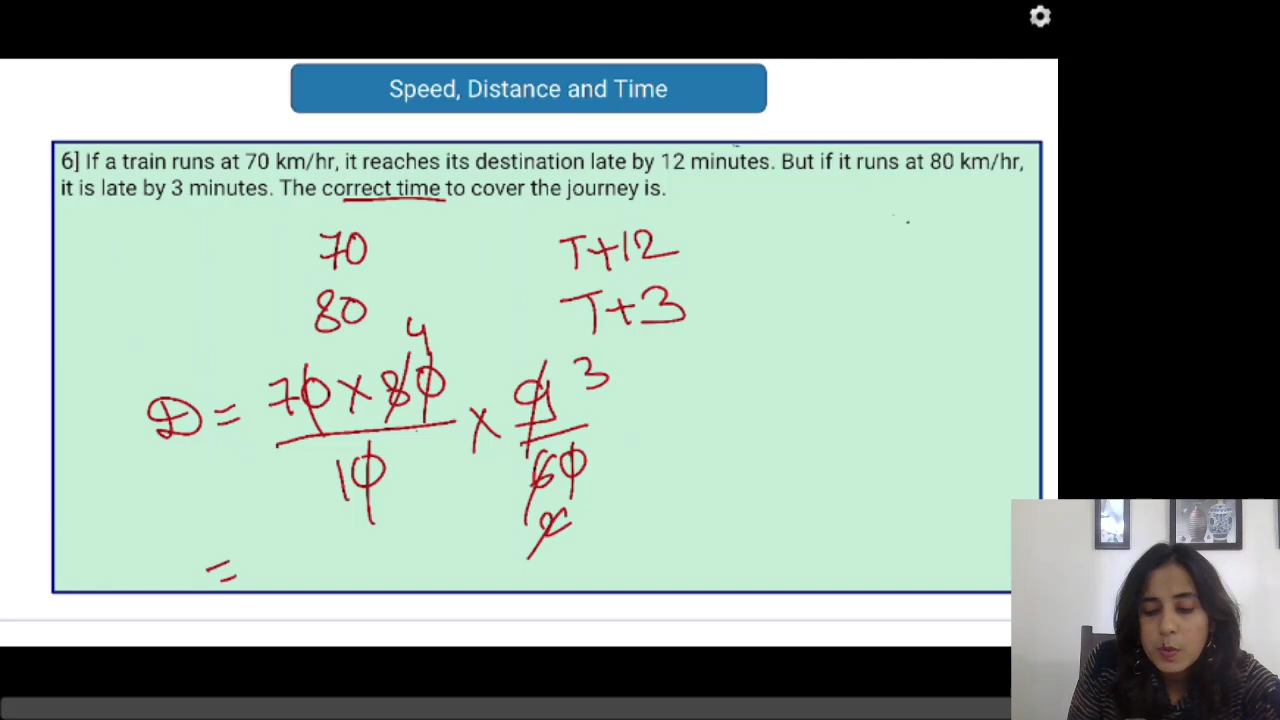 Speed, Distance and Time
6] If a train runs at 70 km/hr, it reaches its destination late by 12 minutes. But if it runs at 80 km/hr,
it is late by 3 minutes. The correct time to cover the journey is.
70 T+12
80 T+3
4
D = 70 X 80 X 9 3
10 60
2
=